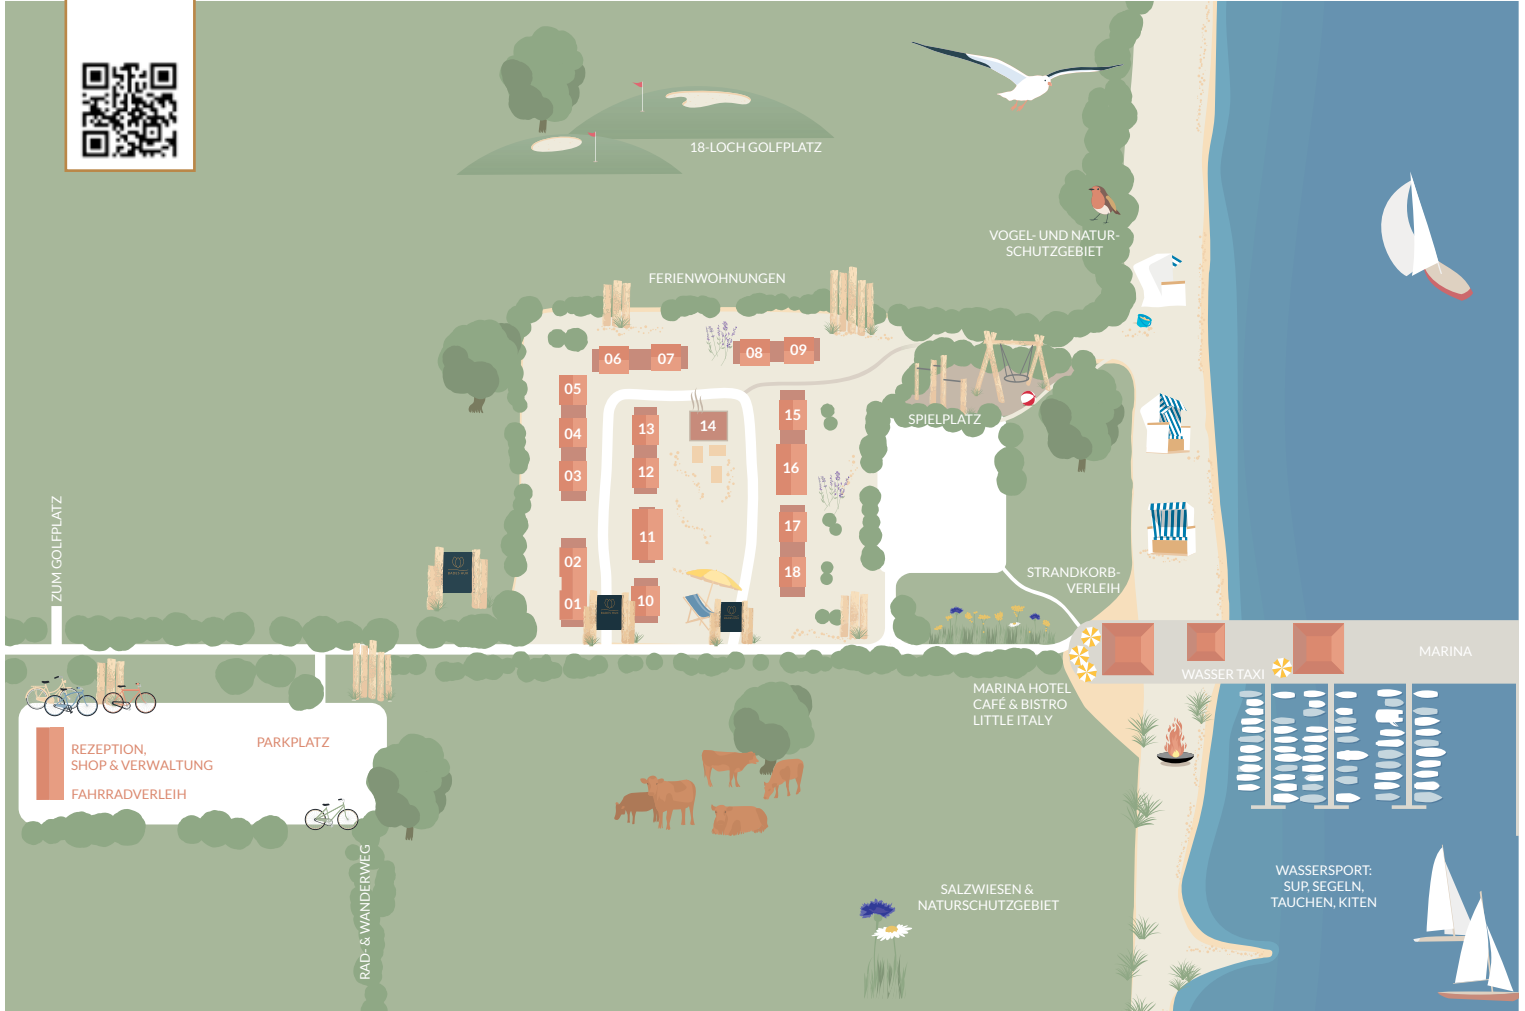 18-LOCH GOLFPLATZ
VOGEL- UND NATUR-
SCHUTZGEBIET
FERIENWOHNUNGEN
06
07
08
09
05
04
03
02
01
13
12
11
10
14
15
16
17
18
SPIELPLATZ
ZUM GOLFPLATZ
STRANDKORB-
VERLEIH
MARINA
WASSER TAXI
MARINA HOTEL
CAFÉ & BISTRO
LITTLE ITALY
PARKPLATZ
REZEPTION,
SHOP & VERWALTUNG
FAHRRADVERLEIH
RAD- & WANDERWEG
SALZWIESEN &
NATURSCHUTZGEBIET
WASSERSPORT:
SUP, SEGELN,
TAUCHEN, KITEN